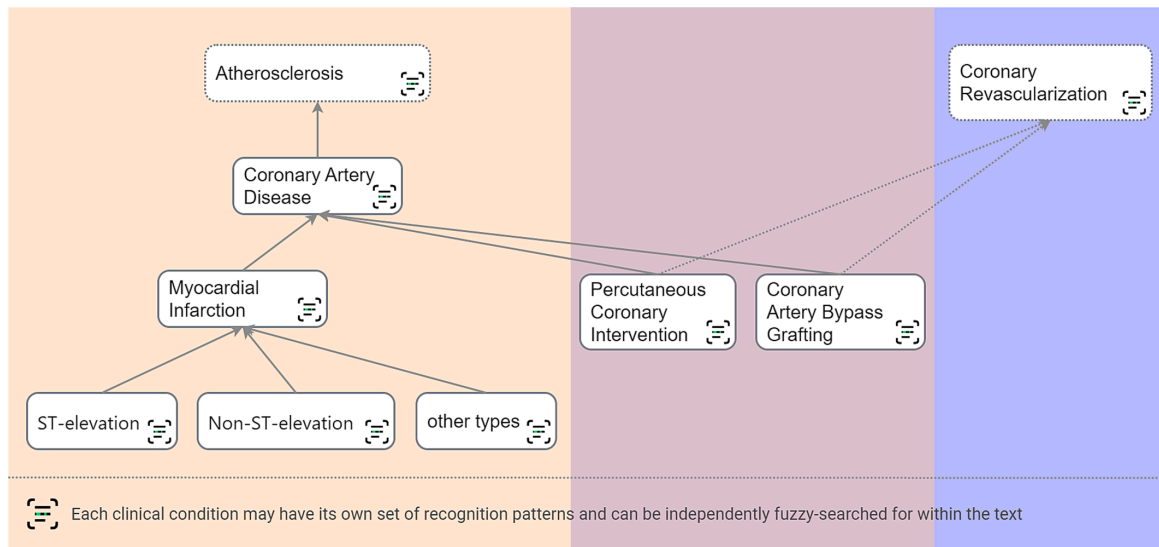 Atherosclerosis
Coronary
Revascularization
Coronary Artery
Disease
Myocardial
Infarction
Percutaneous
Coronary
Intervention
Coronary
Artery Bypass
Grafting
ST-elevation
Non-ST-elevation
other types
Each clinical condition may have its own set of recognition patterns and can be independently fuzzy-searched for within the text